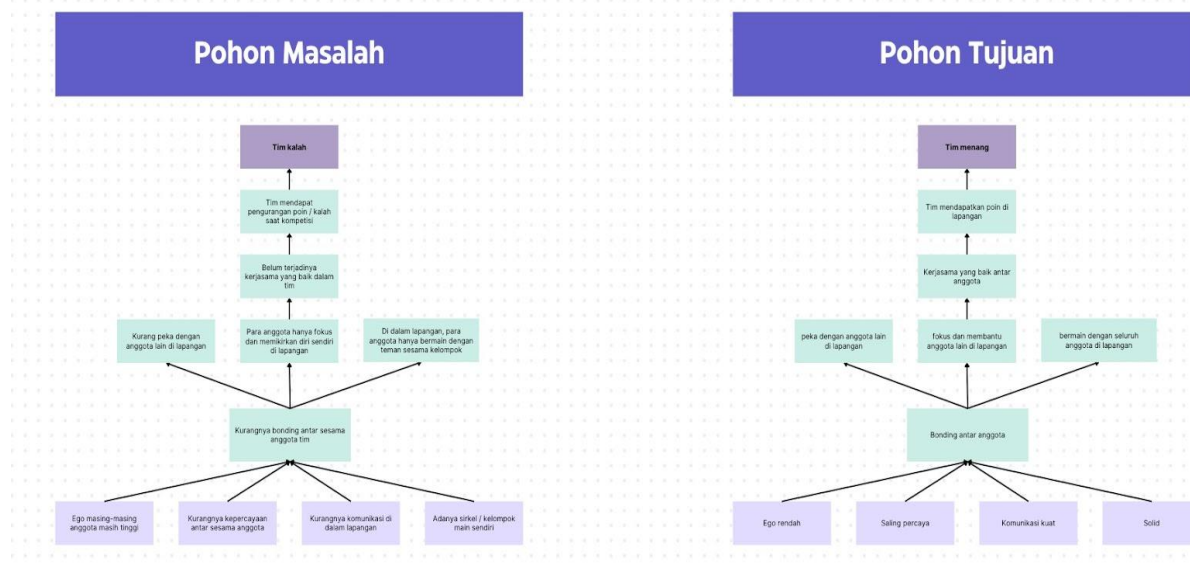 Pohon Masalah
Tim kalah
Tim mendapat
pengurangan poin / kalah
saat kompetisi
Belum terjadinya
kerjasama yang baik dalam
tim
Kurang peka dengan
anggota lain di lapangan
Para anggota hanya fokus
dan memikirkan diri sendiri
di lapangan
Di dalam lapangan, para
anggota hanya bermain dengan
teman sesama kelompok
Kurangnya bonding antar sesama
anggota tim
Ego masing-masing
anggota masih tinggi
Kurangnya kepercayaan
antar sesama anggota
Kurangnya komunikasi di
dalam lapangan
Adanya sirkel / kelompok
main sendiri
Pohon Tujuan
Tim menang
Tim mendapatkan poin di
lapangan
Kerjasama yang baik antar
anggota
peka dengan anggota lain
di lapangan
fokus dan membantu
anggota lain di lapangan
bermain dengan seluruh
anggota di lapangan
Bonding antar anggota
Ego rendah
Saling percaya
Komunikasi kuat
Solid